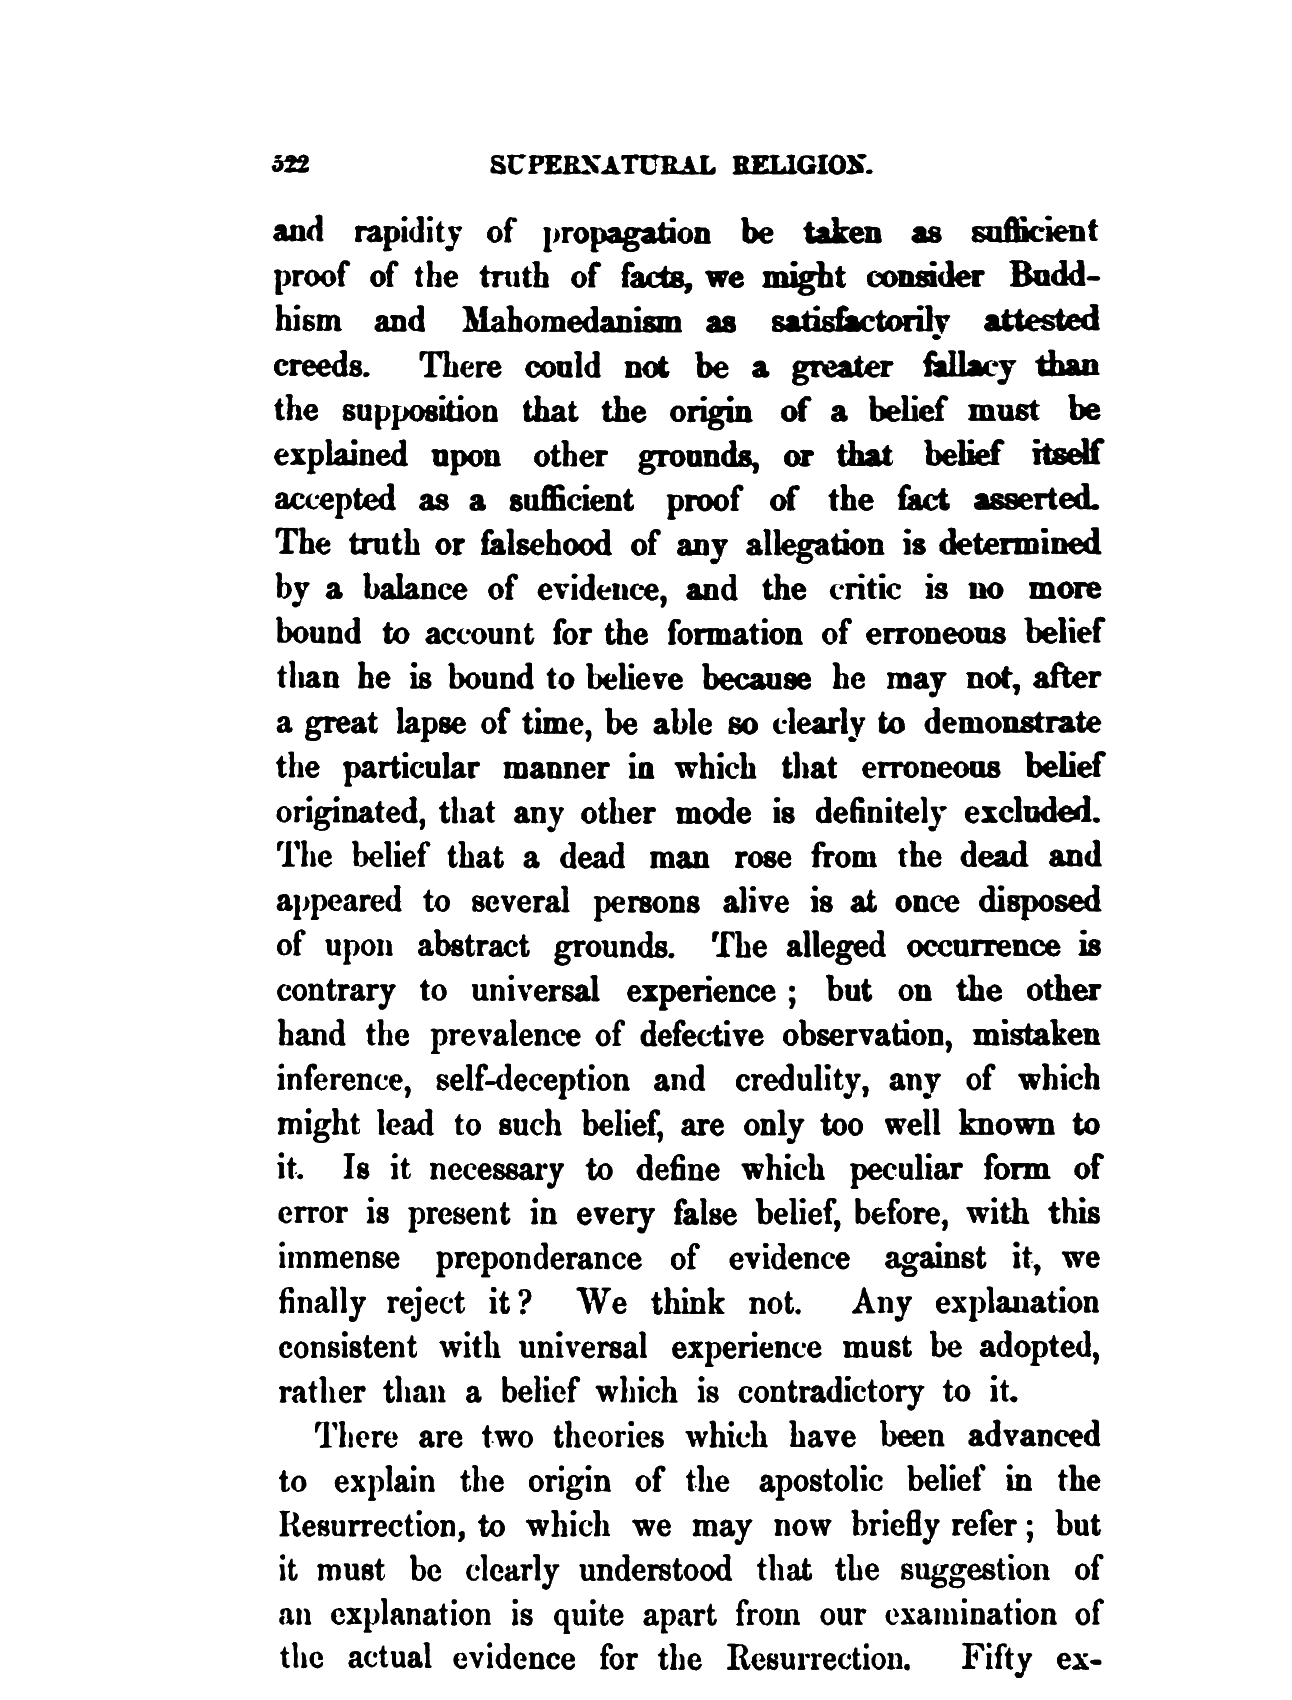 522 SUPERNATURAL RELIGION.
and rapidity of propagation be taken as sufficient
proof of the truth of facts, we might consider Budd-
hism and Mahomedanism as satisfactorily attested
creeds. There could not be a greater fallacy than
the supposition that the origin of a belief must be
explained upon other grounds, or that belief itself
accepted as a sufficient proof of the fact asserted.
The truth or falsehood of any allegation is determined
by a balance of evidence, and the critic is no more
bound to account for the formation of erroneous belief
than he is bound to believe because he may not, after
a great lapse of time, be able so clearly to demonstrate
the particular manner in which that erroneous belief
originated, that any other mode is definitely excluded.
The belief that a dead man rose from the dead and
appeared to several persons alive is at once disposed
of upon abstract grounds. The alleged occurrence is
contrary to universal experience ; but on the other
hand the prevalence of defective observation, mistaken
inference, self-deception and credulity, any of which
might lead to such belief, are only too well known to
it. Is it necessary to define which peculiar form of
error is present in every false belief, before, with this
immense preponderance of evidence against it, we
finally reject it ? We think not. Any explanation
consistent with universal experience must be adopted,
rather than a belief which is contradictory to it.
There are two theories which have been advanced
to explain the origin of the apostolic belief in the
Resurrection, to which we may now briefly refer ; but
it must be clearly understood that the suggestion of
an explanation is quite apart from our examination of
the actual evidence for the Resurrection. Fifty ex-